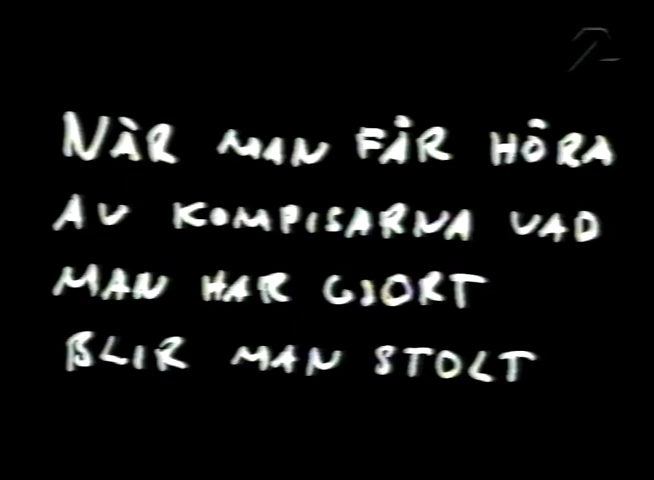 NÄR MAN FÅR HÖRA
AV KOMPISARNA VAD
MAN HAR GJORT
BLIR MAN STOLT